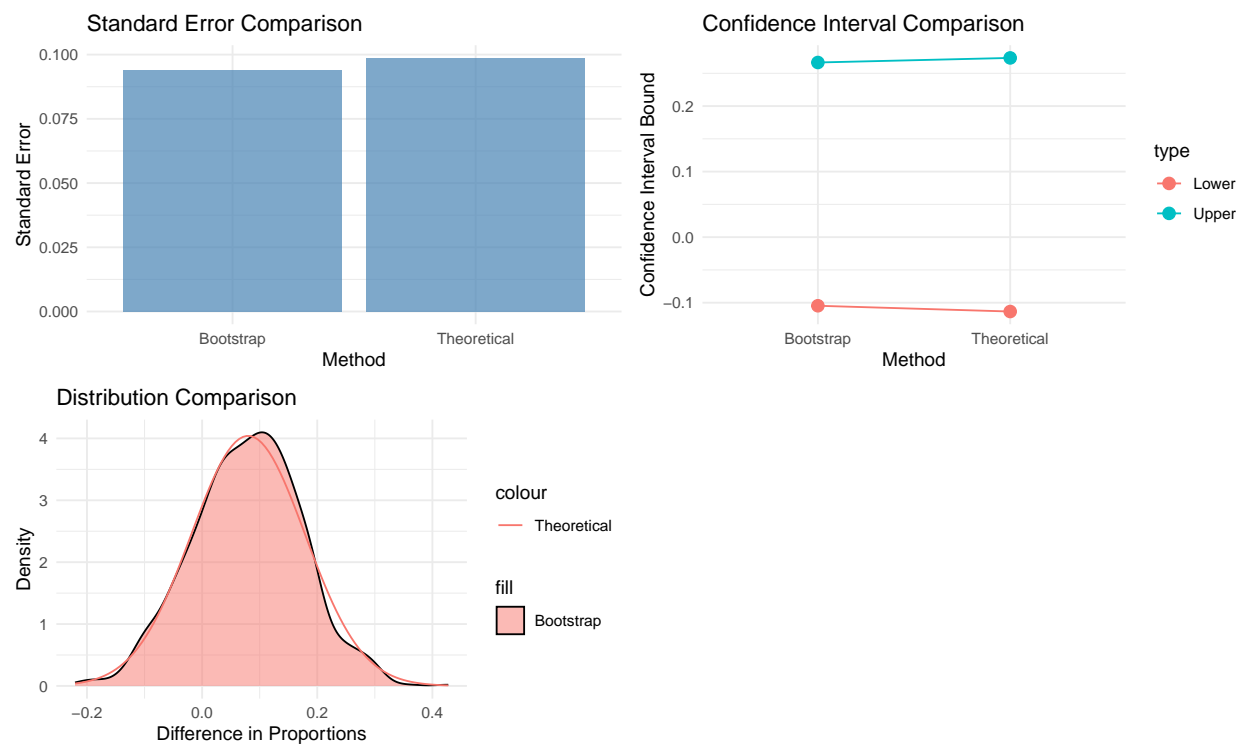 Standard Error Comparison
0.100
0.075
0.050
0.025
0.000
Standard Error
Bootstrap Theoretical
Method
Confidence Interval Comparison
0.2
0.1
0.0
−0.1
Confidence Interval Bound
Bootstrap Theoretical
Method
type
Lower
Upper
Distribution Comparison
4
3
2
1
0
Density
−0.2 0.0 0.2 0.4
Difference in Proportions
colour
Theoretical
fill
Bootstrap